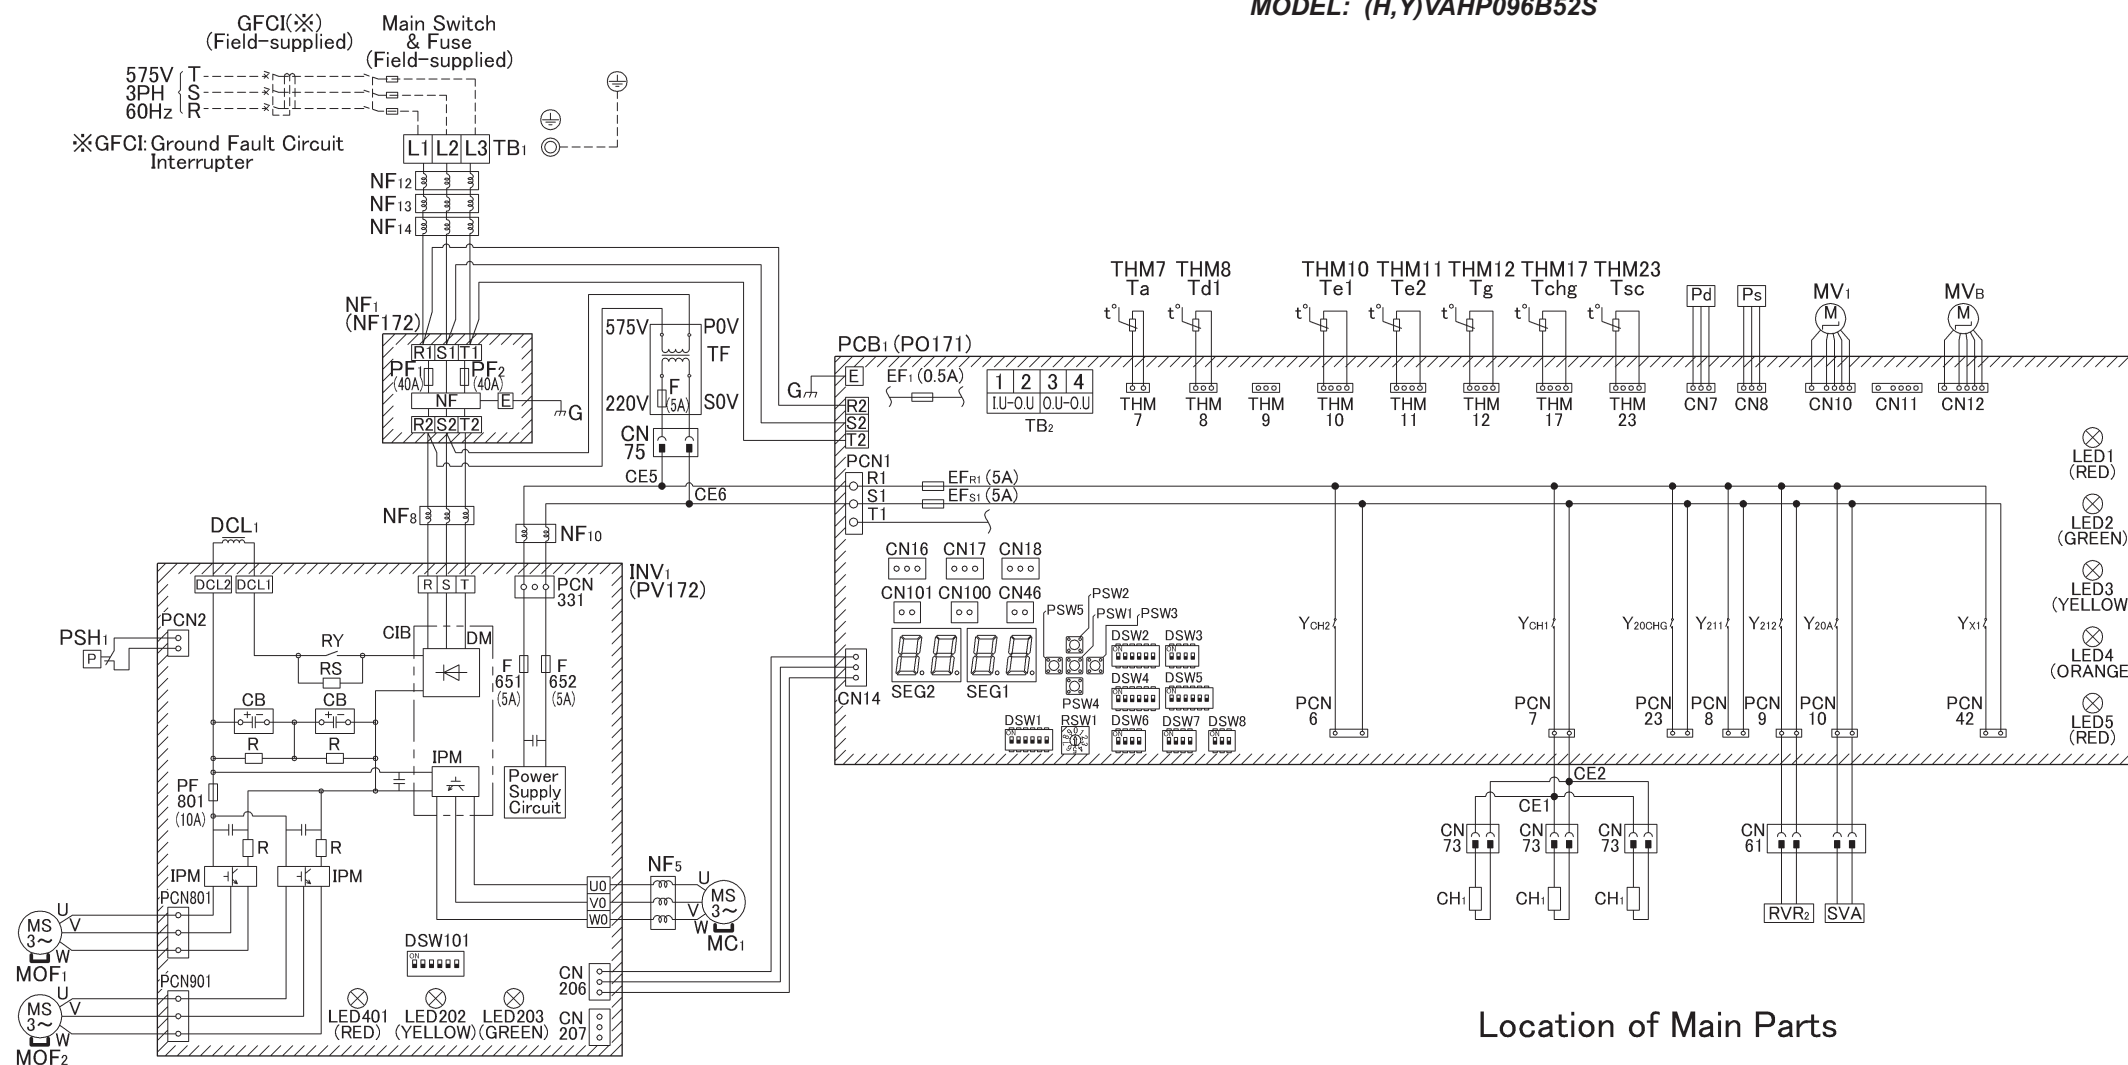 MODEL: (H,Y)VAHP096B52S
GFCI(※)
(Field-supplied)
Main Switch
& Fuse
(Field-supplied)
575V
3PH
60Hz
T
S
R
※GFCI: Ground Fault Circuit
Interrupter
L1 L2 L3 TB1
NF12
NF13
NF14
NF1
(NF172)
R1 S1 T1
PF1
(40A)
PF2
(40A)
NF
E
G
R2 S2 T2
575V
P0V
TF
F
(5A)
220V
S0V
CN
75
CE5
CE6
NF8
NF10
DCL1
PCB1 (PO171)
G
E
EF1 (0.5A)
1 2 3 4
I.U-O.U O.U-O.U
TB2
R2
S2
T2
PCN1
R1
S1
T1
EFR1 (5A)
EFS1 (5A)
THM7
Ta
THM8
Td1
THM10
Te1
THM11
Te2
THM12
Tg
THM17
Tchg
THM23
Tsc
t°
t°
t°
t°
t°
t°
t°
Pd
Ps
MV1
M
MVB
M
THM
7
THM
8
THM
9
THM
10
THM
11
THM
12
THM
17
THM
23
CN7
CN8
CN10
CN11
CN12
LED1
(RED)
LED2
(GREEN)
LED3
(YELLOW
LED4
(ORANGE
LED5
(RED)
CN16
CN17
CN18
CN101
CN100
CN46
SEG2
SEG1
PSW5
PSW2
PSW1
PSW3
PSW4
DSW2
ON
DSW3
ON
DSW4
ON
DSW5
ON
DSW1
ON
RSW1
DSW6
ON
DSW7
ON
DSW8
ON
CN14
YCH2
YCH1
Y20CHG
Y211
Y212
Y20A
YX1
PCN
6
PCN
7
PCN
23
PCN
8
PCN
9
PCN
10
PCN
42
CE2
CE1
CN
73
CN
73
CN
73
CN
61
CH1
CH1
CH1
RVR2
SVA
INV1
(PV172)
DCL2 DCL1
R S T
PCN
331
PCN2
PSH1
P
RY
RS
CIB
DM
F
651
(5A)
F
652
(5A)
CB
CB
+ -
+ -
R
R
IPM
Power
Supply
Circuit
PF
801
(10A)
R
R
IPM
IPM
PCN801
U
V
W
MS
3~
MOF1
PCN901
U
V
W
MS
3~
MOF2
DSW101
ON
LED401
(RED)
LED202
(YELLOW)
LED203
(GREEN)
U0
V0
W0
NF5
U
V
W
MS
3~
MC1
CN
206
CN
207
Location of Main Parts